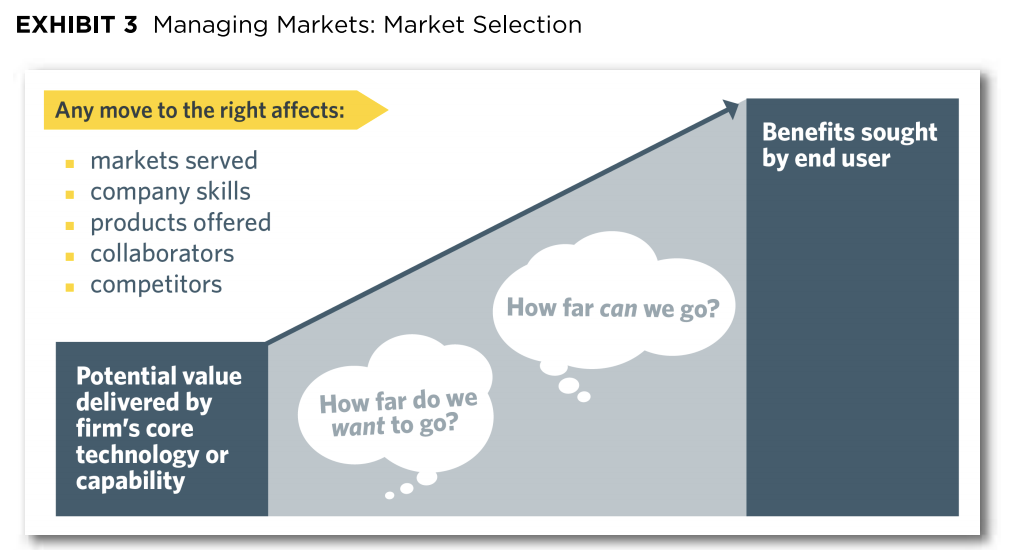 EXHIBIT 3 Managing Markets: Market Selection
Any move to the right affects:
markets served
company skills
products offered
collaborators
competitors
Benefits sought
by end user
How far can we go?
How far do we
want to go?
Potential value
delivered by
firm's core
technology or
capability